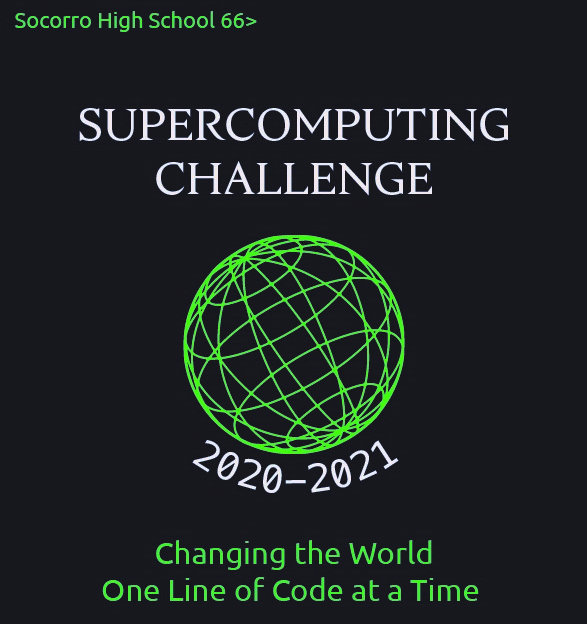 Socorro High School 66>
SUPERCOMPUTING
CHALLENGE
2020–2021
Changing the World
One Line of Code at a Time